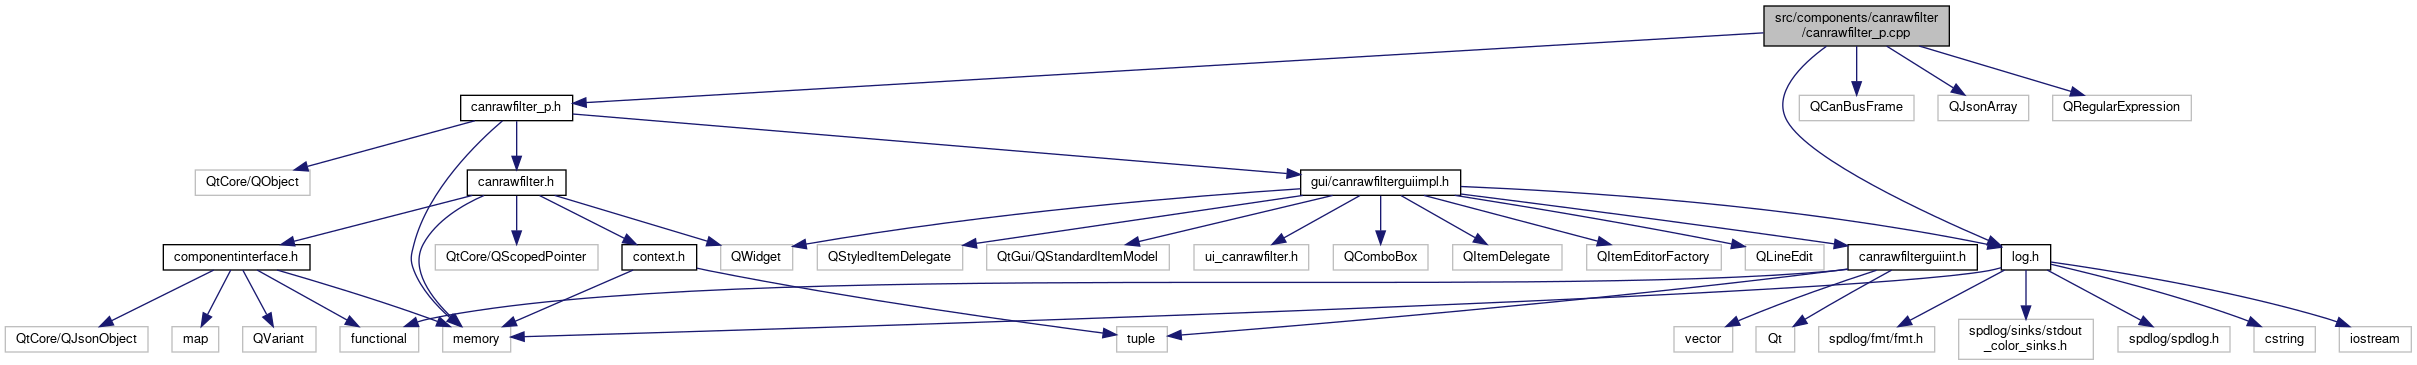 src/components/canrawfilter
/canrawfilter_p.cpp
canrawfilter_p.h
QCanBusFrame
QJsonArray
QRegularExpression
QtCore/QObject
canrawfilter.h
gui/canrawfilterguiimpl.h
componentinterface.h
QtCore/QScopedPointer
context.h
QWidget
QStyledItemDelegate
QtGui/QStandardItemModel
ui_canrawfilter.h
QComboBox
QItemDelegate
QItemEditorFactory
QLineEdit
canrawfilterguiint.h
log.h
QtCore/QJsonObject
map
QVariant
functional
memory
tuple
vector
Qt
spdlog/fmt/fmt.h
spdlog/sinks/stdout
_color_sinks.h
spdlog/spdlog.h
cstring
iostream